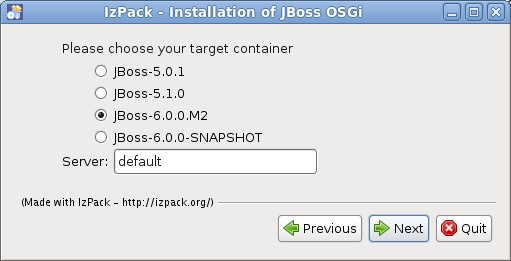 IzPack - Installation of JBoss OSGi
Please choose your target container
JBoss-5.0.1
JBoss-5.1.0
JBoss-6.0.0.M2
JBoss-6.0.0-SNAPSHOT
Server: default
(Made with IzPack - http://izpack.org/)
Previous Next Quit